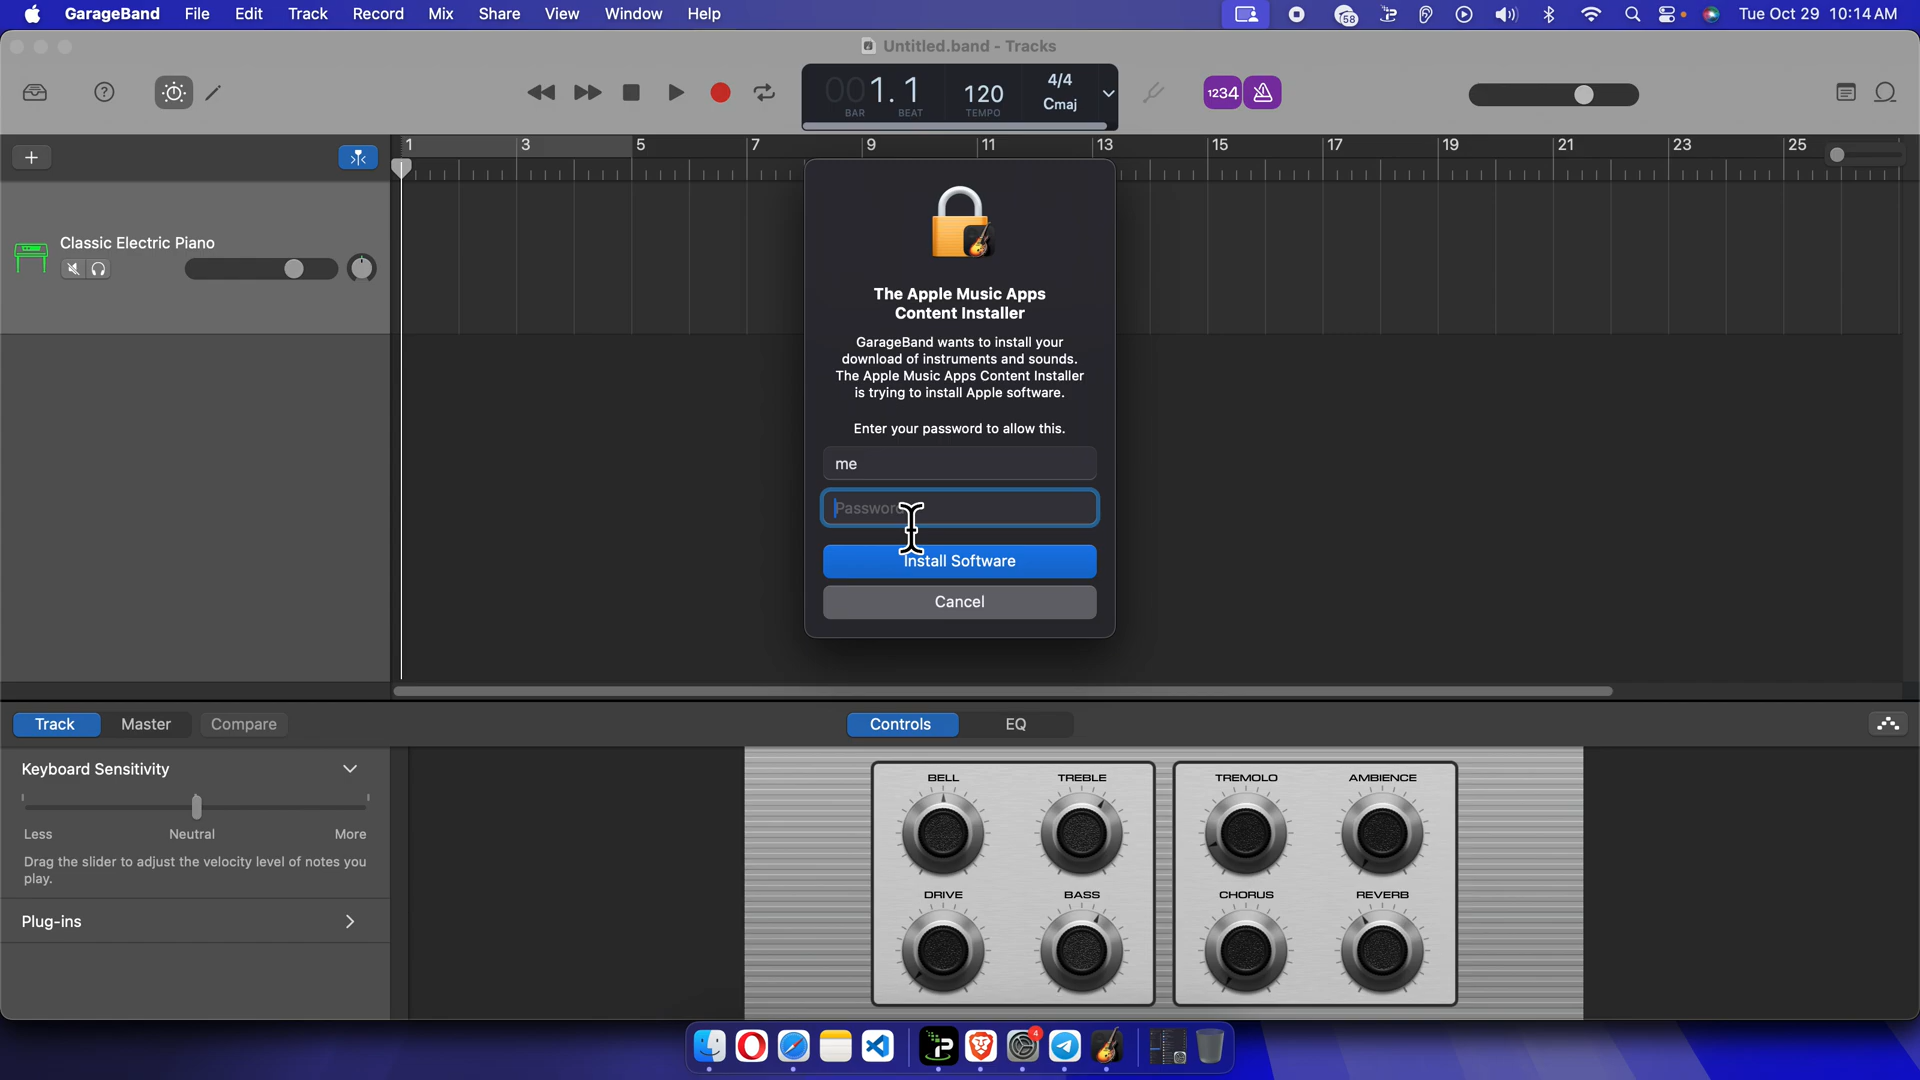 GarageBand File Edit Track Record Mix Share View Window Help
58
Tue Oct 29 10:14 AM
Untitled.band - Tracks
001.1
BAR BEAT
120
TEMPO
4/4
Cmaj
1234
1 3 5 7 9 11 13 15 17 19 21 23 25
Classic Electric Piano
The Apple Music Apps
Content Installer
GarageBand wants to install your
download of instruments and sounds.
The Apple Music Apps Content Installer
is trying to install Apple software.
Enter your password to allow this.
me
Password
Install Software
Cancel
Track Master Compare
Controls EQ
Keyboard Sensitivity
Less Neutral More
Drag the slider to adjust the velocity level of notes you
play.
Plug-ins
BELL TREBLE TREMOLO AMBIENCE
DRIVE BASS CHORUS REVERB
4